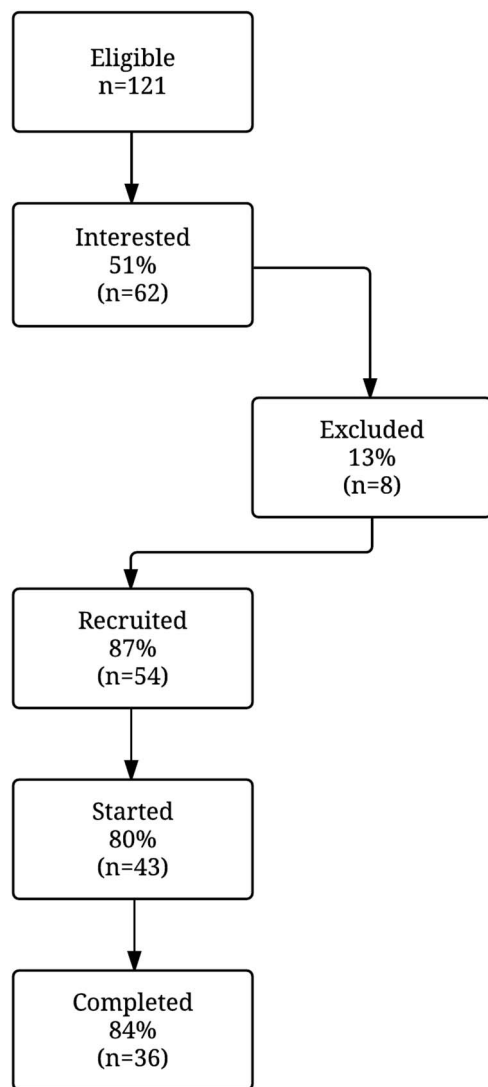 Eligible
n=121
Interested
51%
(n=62)
Excluded
13%
(n=8)
Recruited
87%
(n=54)
Started
80%
(n=43)
Completed
84%
(n=36)